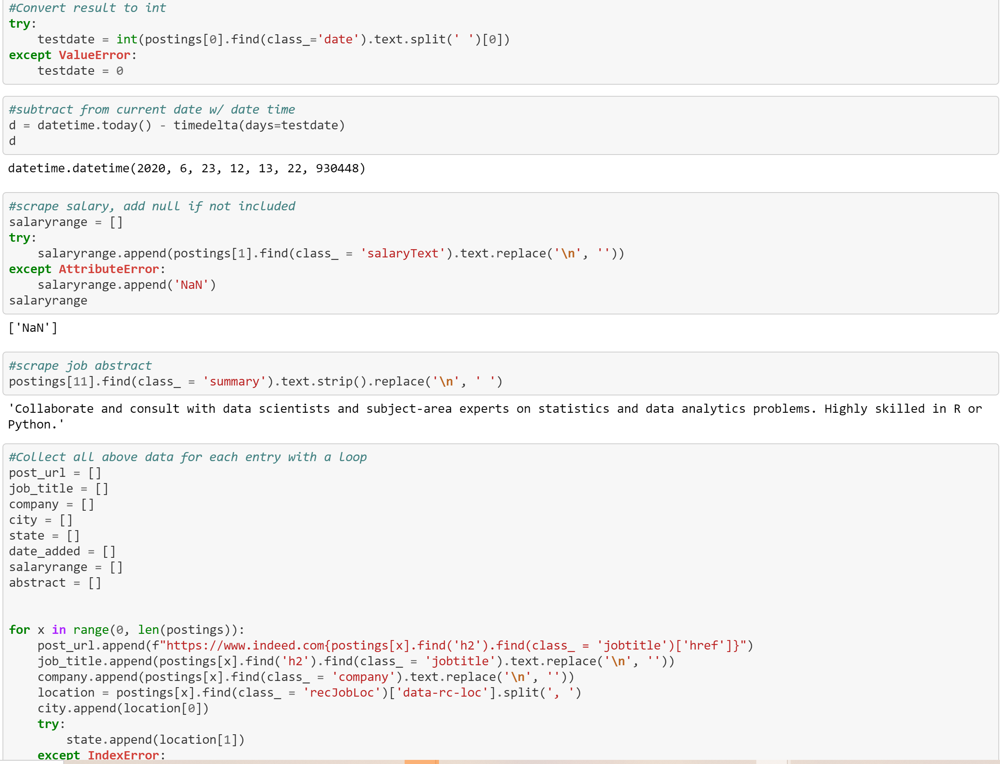 #Convert result to int
try:
    testdate = int(postings[0].find(class_='date').text.split(' ')[0])
except ValueError:
    testdate = 0
#subtract from current date w/ date time
d = datetime.today() - timedelta(days=testdate)
d
datetime.datetime(2020, 6, 23, 12, 13, 22, 930448)
#scrape salary, add null if not included
salaryrange = []
try:
    salaryrange.append(postings[1].find(class_ = 'salaryText').text.replace('\n', ''))
except AttributeError:
    salaryrange.append('NaN')
salaryrange
['NaN']
#scrape job abstract
postings[11].find(class_ = 'summary').text.strip().replace('\n', ' ')
'Collaborate and consult with data scientists and subject-area experts on statistics and data analytics problems. Highly skilled in R or
Python.'
#Collect all above data for each entry with a loop
post_url = []
job_title = []
company = []
city = []
state = []
date_added = []
salaryrange = []
abstract = []
for x in range(0, len(postings)):
    post_url.append(f"https://www.indeed.com{postings[x].find('h2').find(class_ = 'jobtitle')['href']}")
    job_title.append(postings[x].find('h2').find(class_ = 'jobtitle').text.replace('\n', ''))
    company.append(postings[x].find(class_ = 'company').text.replace('\n', ''))
    location = postings[x].find(class_ = 'recJobLoc')['data-rc-loc'].split(', ')
    city.append(location[0])
    try:
        state.append(location[1])
    except IndexError: